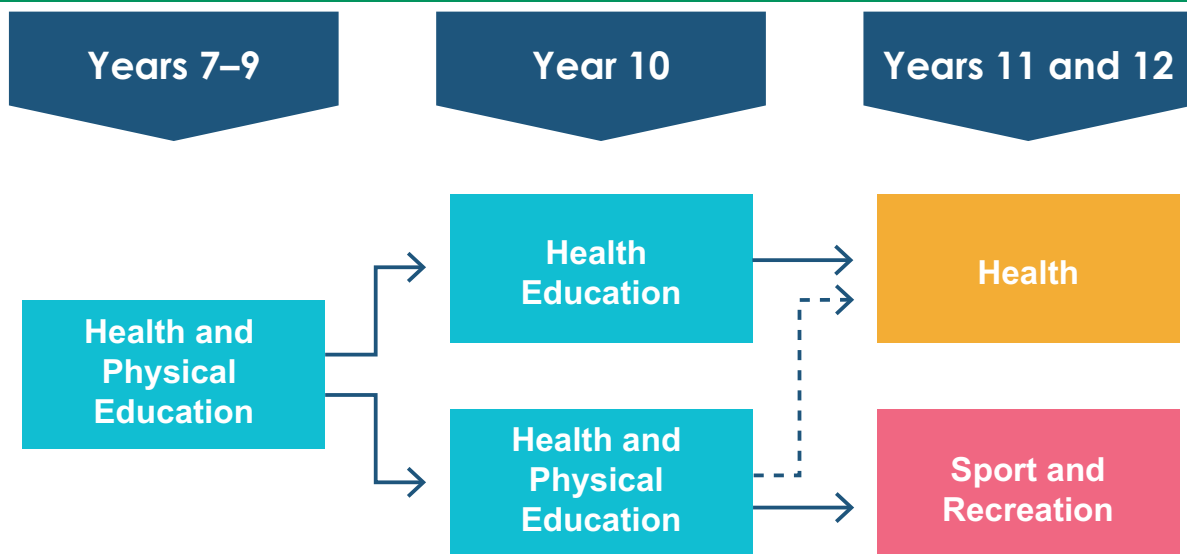 Years 7–9
Year 10
Years 11 and 12
Health and
Physical
Education
Health
Education
Health and
Physical
Education
Health
Sport and
Recreation